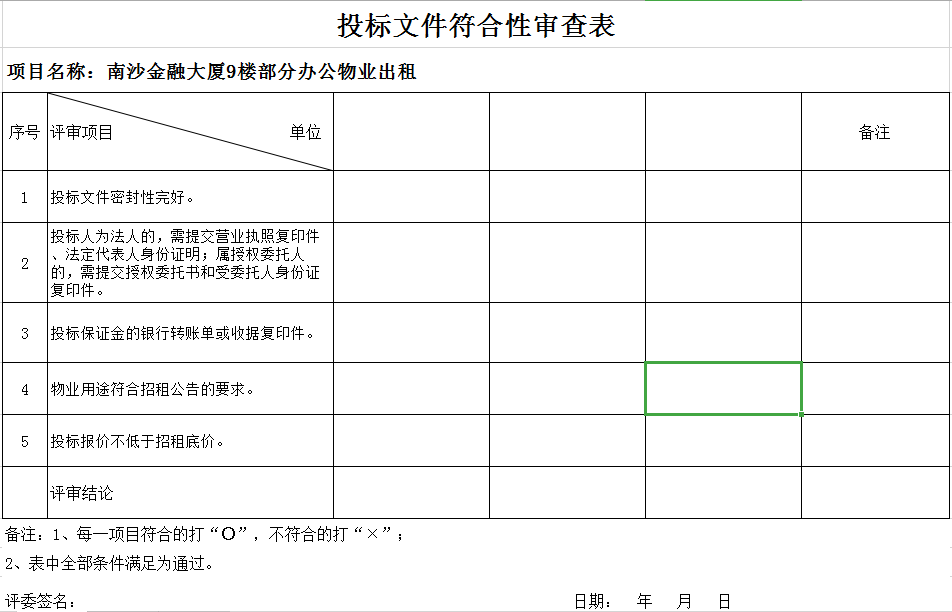 投标文件符合性审查表
项目名称：南沙金融大厦9楼部分办公物业出租
序号 评审项目 单位 备注
1 投标文件密封性完好。
2 投标人为法人的，需提交营业执照复印件
、法定代表人身份证明；属授权委托人
的，需提交授权委托书和受委托人身份证
复印件。
3 投标保证金的银行转账单或收据复印件。
4 物业用途符合招租公告的要求。
5 投标报价不低于招租底价。
评审结论
备注：1、每一项目符合的打“O”，不符合的打“×”；
2、表中全部条件满足为通过。
评委签名： 日期： 年 月 日